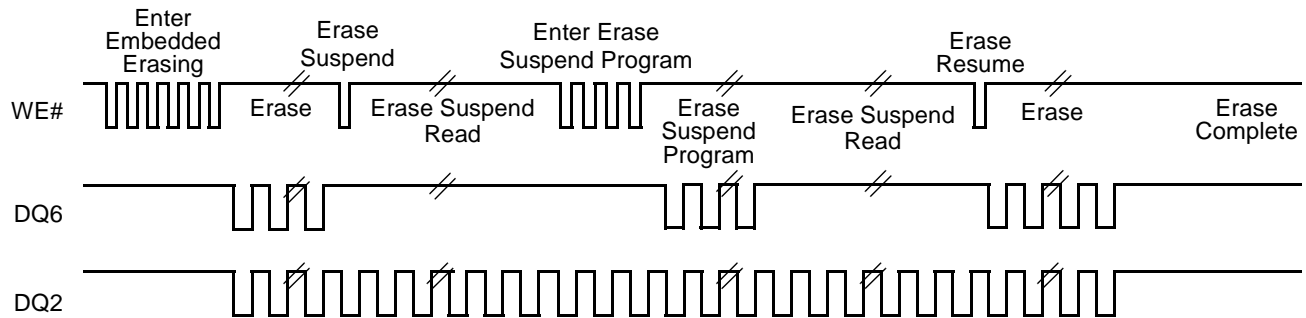 Enter
Embedded
Erasing
Erase
Suspend
Enter Erase
Suspend Program
Erase
Resume
WE#
Erase
Erase Suspend
Read
Erase
Suspend
Program
Erase Suspend
Read
Erase
Erase
Complete
DQ6
DQ2